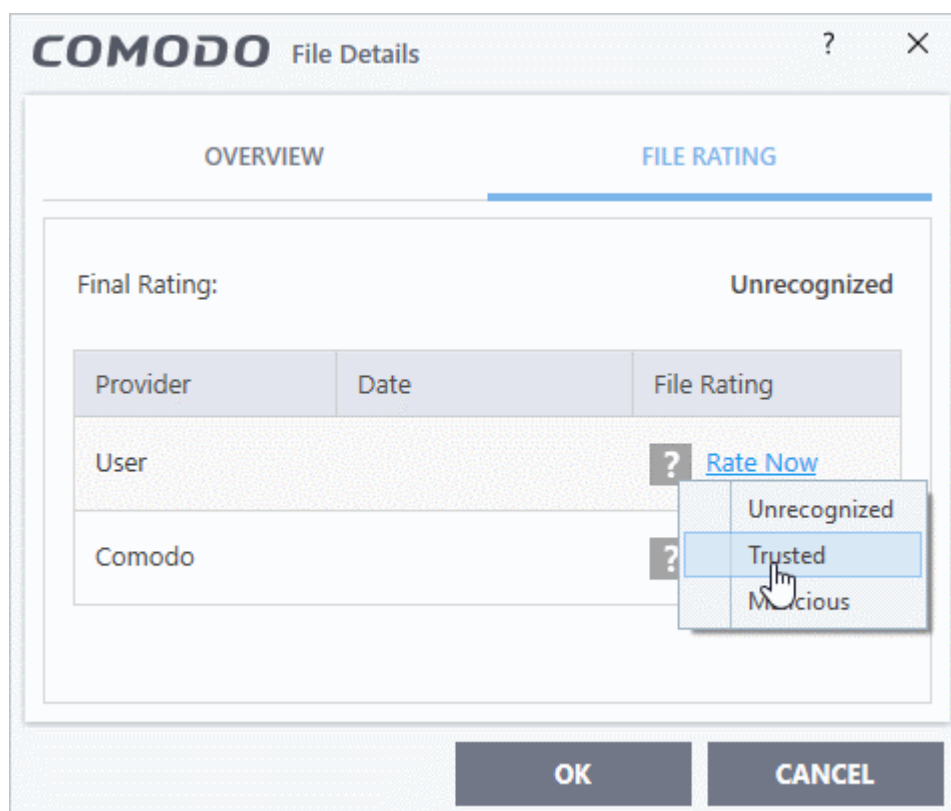 COMODO File Details ? ×
OVERVIEW FILE RATING
Final Rating: Unrecognized
Provider Date File Rating
User ? Rate Now
Unrecognized
Comodo ? Trusted
Malicious
OK CANCEL